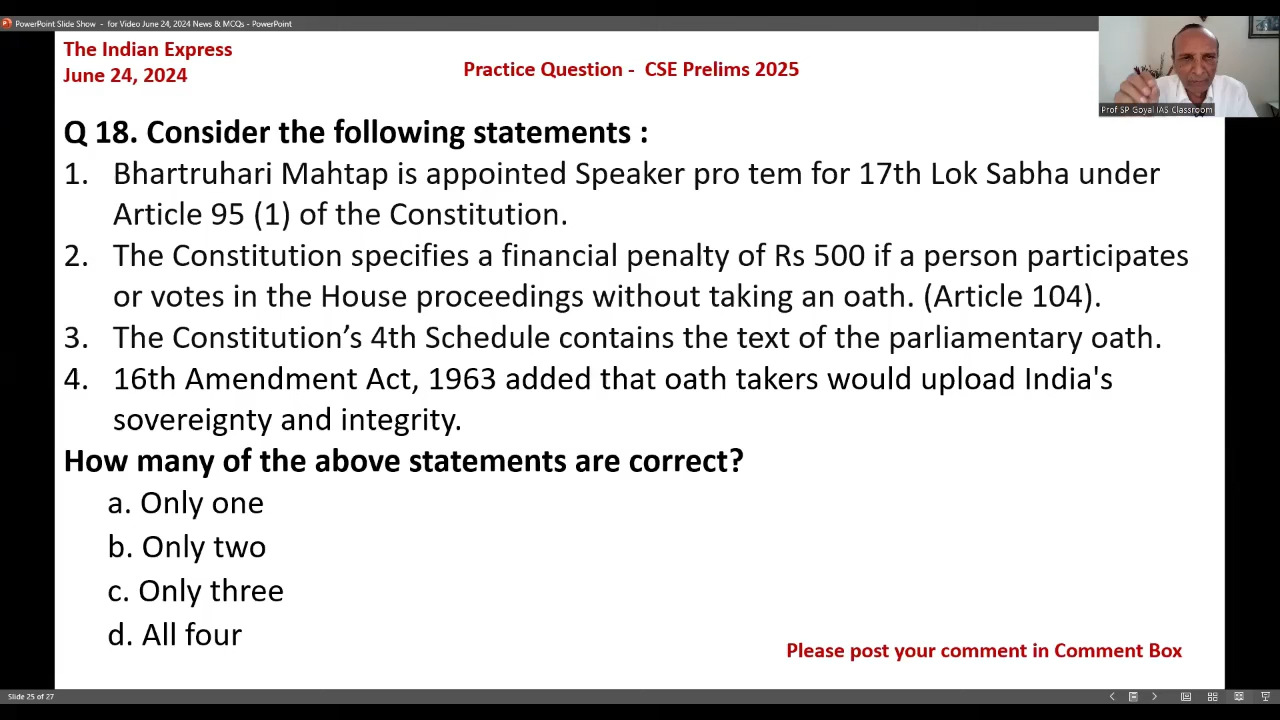 PowerPoint Slide Show - for Video June 24, 2024 News & MCQs - PowerPoint
The Indian Express
June 24, 2024
Practice Question - CSE Prelims 2025
Prof SP Goyal IAS Classroom
Q 18. Consider the following statements :
1. Bhartruhari Mahtap is appointed Speaker pro tem for 17th Lok Sabha under
Article 95 (1) of the Constitution.
2. The Constitution specifies a financial penalty of Rs 500 if a person participates
or votes in the House proceedings without taking an oath. (Article 104).
3. The Constitution’s 4th Schedule contains the text of the parliamentary oath.
4. 16th Amendment Act, 1963 added that oath takers would upload India's
sovereignty and integrity.
How many of the above statements are correct?
a. Only one
b. Only two
c. Only three
d. All four
Please post your comment in Comment Box
Slide 25 of 27